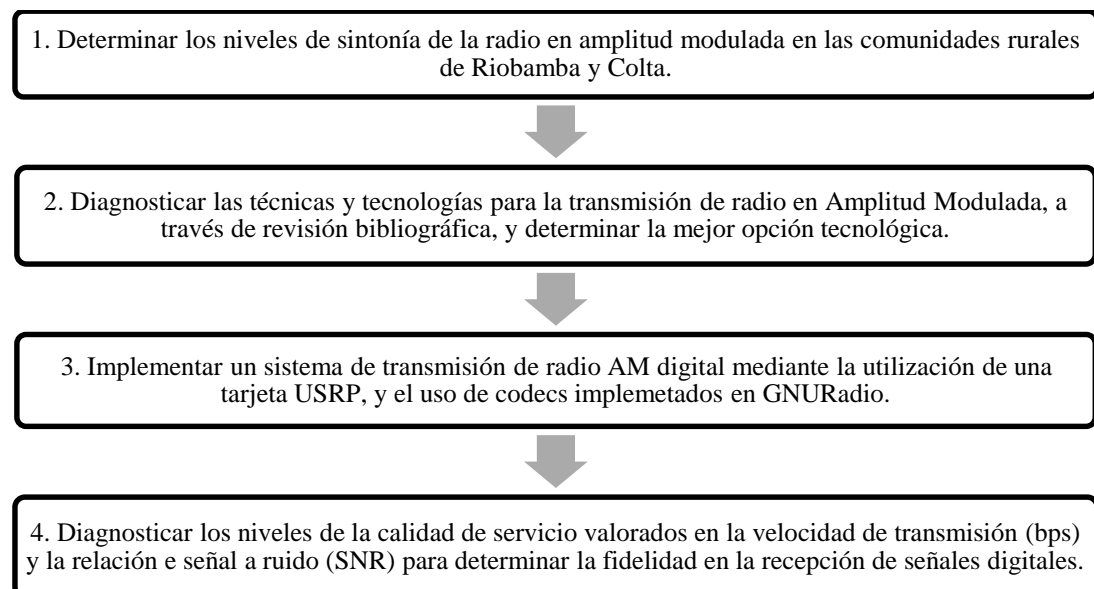 1. Determinar los niveles de sintonía de la radio en amplitud modulada en las comunidades rurales
de Riobamba y Colta.
2. Diagnosticar las técnicas y tecnologías para la transmisión de radio en Amplitud Modulada, a
través de revisión bibliográfica, y determinar la mejor opción tecnológica.
3. Implementar un sistema de transmisión de radio AM digital mediante la utilización de una
tarjeta USRP, y el uso de codecs implemetados en GNURadio.
4. Diagnosticar los niveles de la calidad de servicio valorados en la velocidad de transmisión (bps)
y la relación e señal a ruido (SNR) para determinar la fidelidad en la recepción de señales digitales.